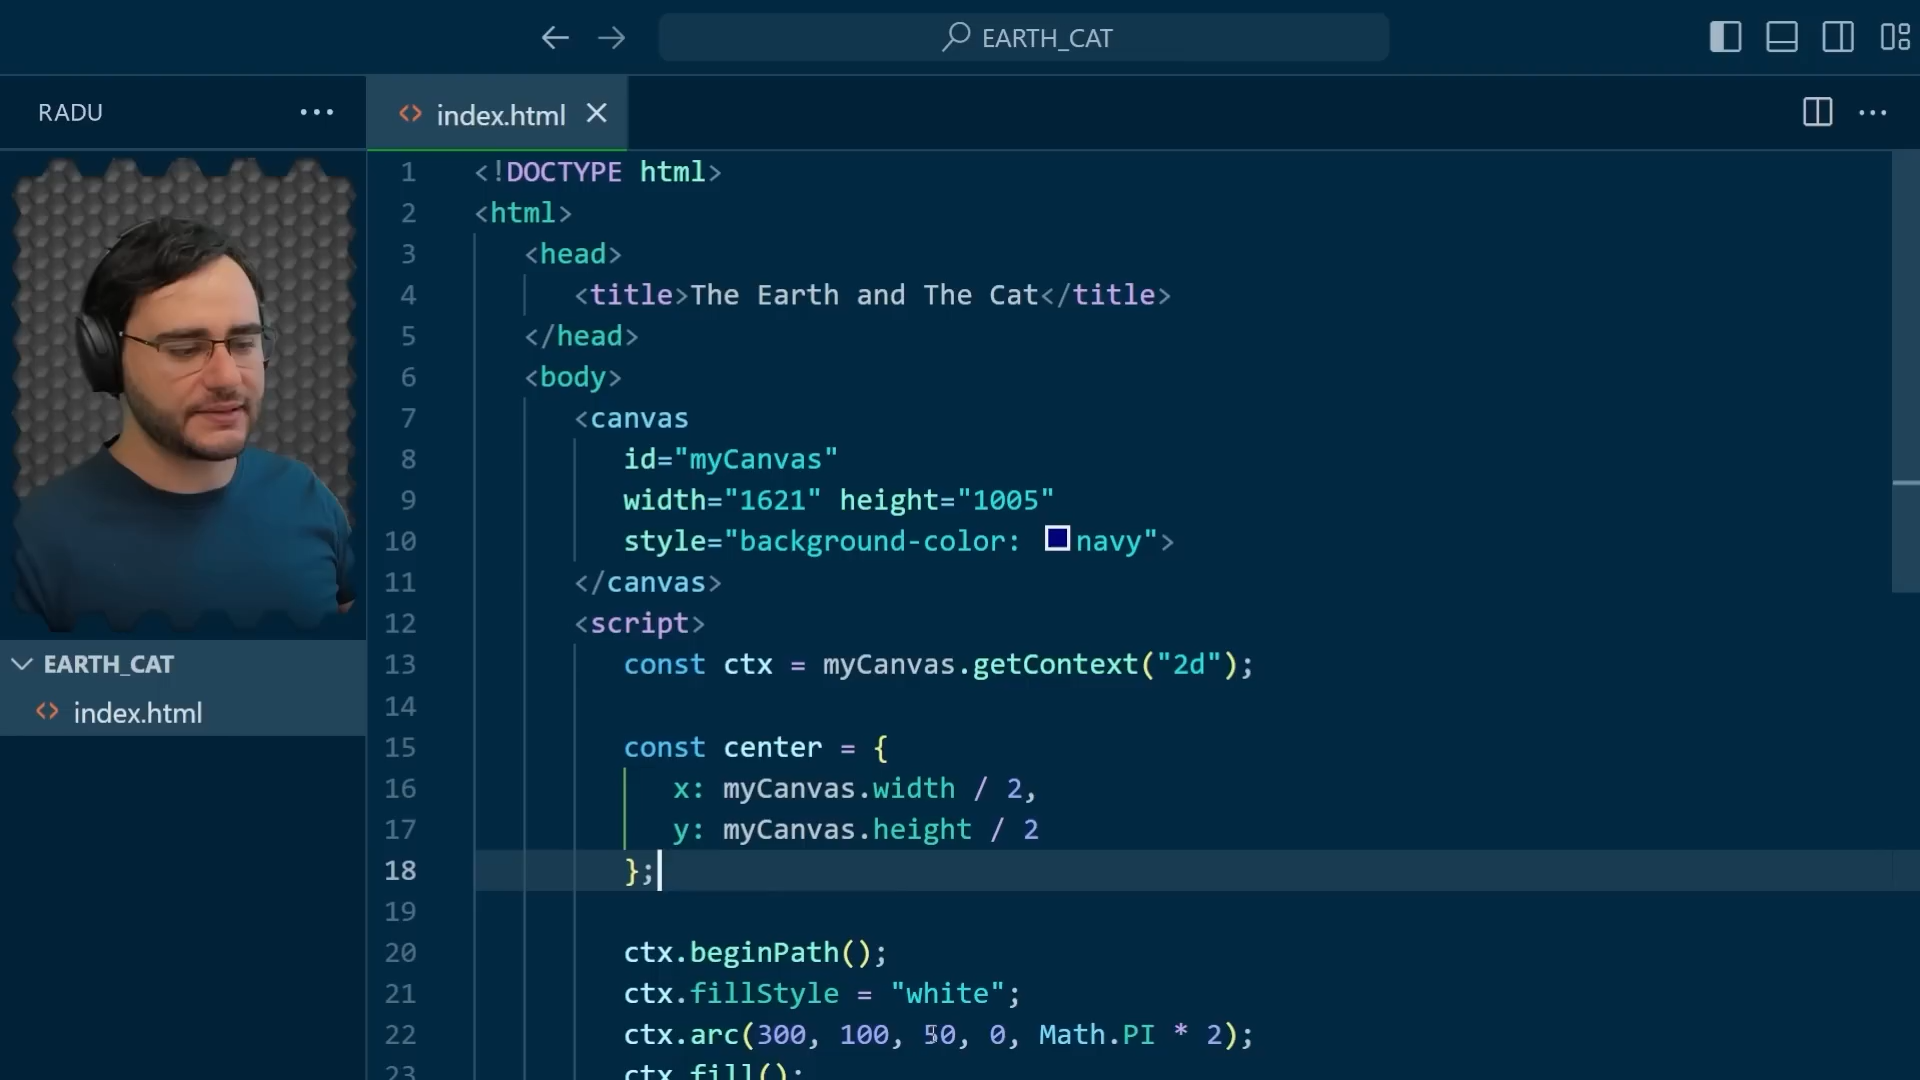 EARTH_CAT
RADU
index.html
1 <!DOCTYPE html>
2 <html>
3 <head>
4 <title>The Earth and The Cat</title>
5 </head>
6 <body>
7 <canvas
8 id="myCanvas"
9 width="1621" height="1005"
10 style="background-color: navy">
11 </canvas>
12 <script>
13 const ctx = myCanvas.getContext("2d");
14
15 const center = {
16 x: myCanvas.width / 2,
17 y: myCanvas.height / 2
18 };
19
20 ctx.beginPath();
21 ctx.fillStyle = "white";
22 ctx.arc(300, 100, 50, 0, Math.PI * 2);
23 ctx.fill();
EARTH_CAT
index.html